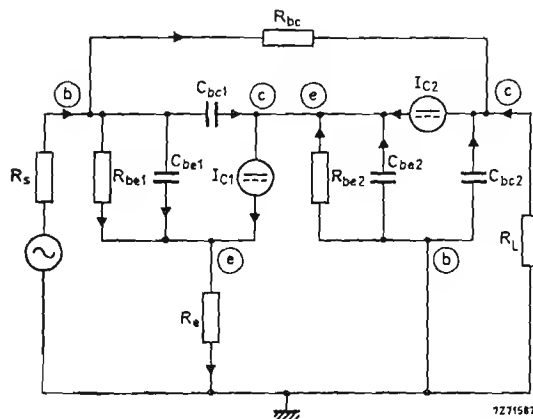 Rbc
b
Cbc1
c
e
IC2
c
Rs
Rbe1
Cbe1
IC1
Rbe2
Cbe2
Cbc2
RL
e
b
Re
7Z71587